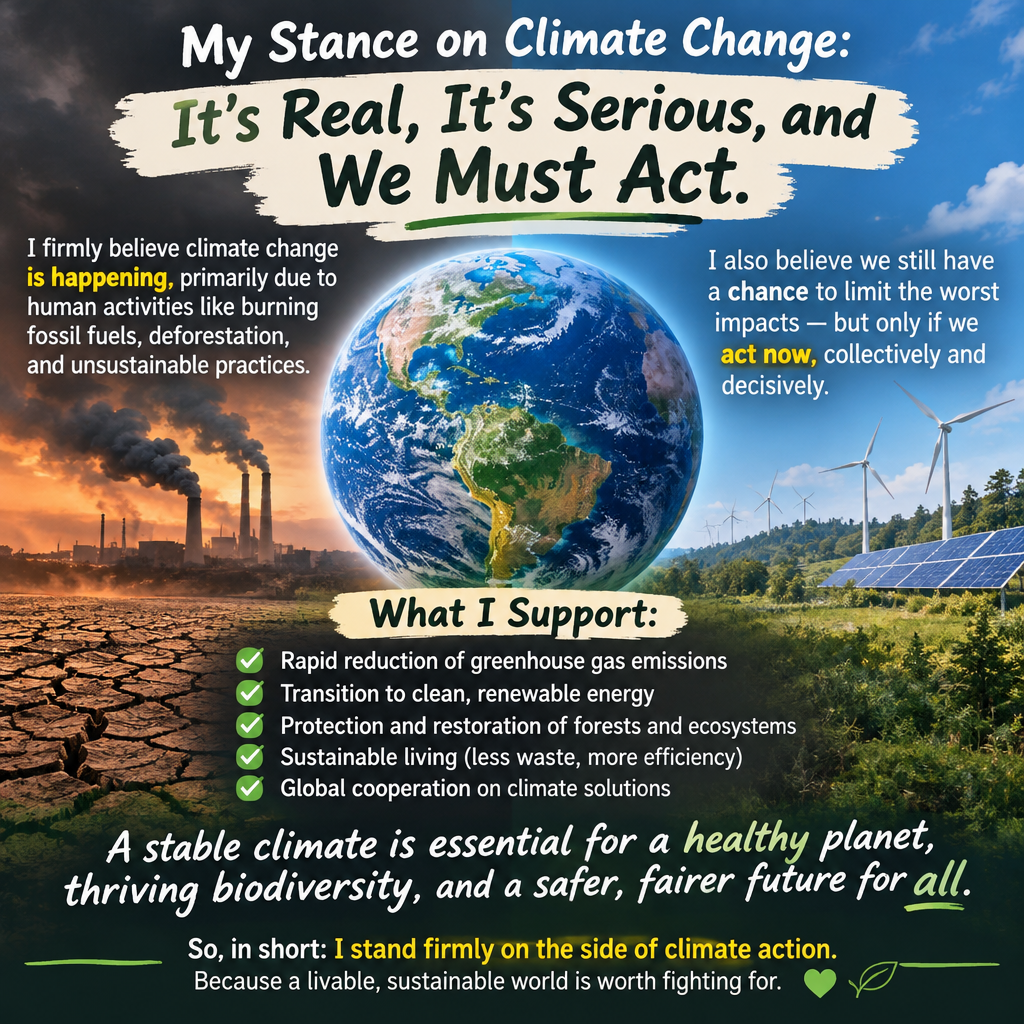 My Stance on Climate Change:
It's Real, It's Serious, and
We Must Act.
I firmly believe climate change
is happening, primarily due to
human activities like burning
fossil fuels, deforestation,
and unsustainable practices.
I also believe we still have
a chance to limit the worst
impacts — but only if we
act now, collectively and
decisively.
What I Support:
Rapid reduction of greenhouse gas emissions
Transition to clean, renewable energy
Protection and restoration of forests and ecosystems
Sustainable living (less waste, more efficiency)
Global cooperation on climate solutions
A stable climate is essential for a healthy planet,
thriving biodiversity, and a safer, fairer future for all.
So, in short: I stand firmly on the side of climate action.
Because a livable, sustainable world is worth fighting for.